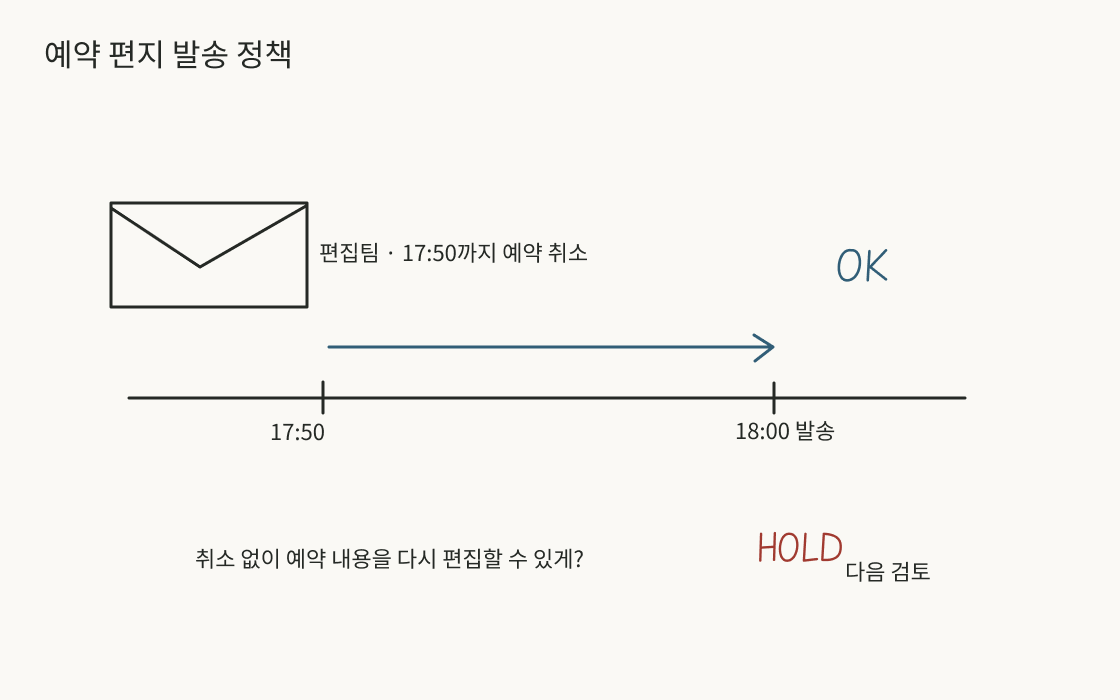 예약 편지 발송 정책
편집팀 · 17:50까지 예약 취소
OK
17:50
18:00 발송
취소 없이 예약 내용을 다시 편집할 수 있게?
HOLD
다음 검토